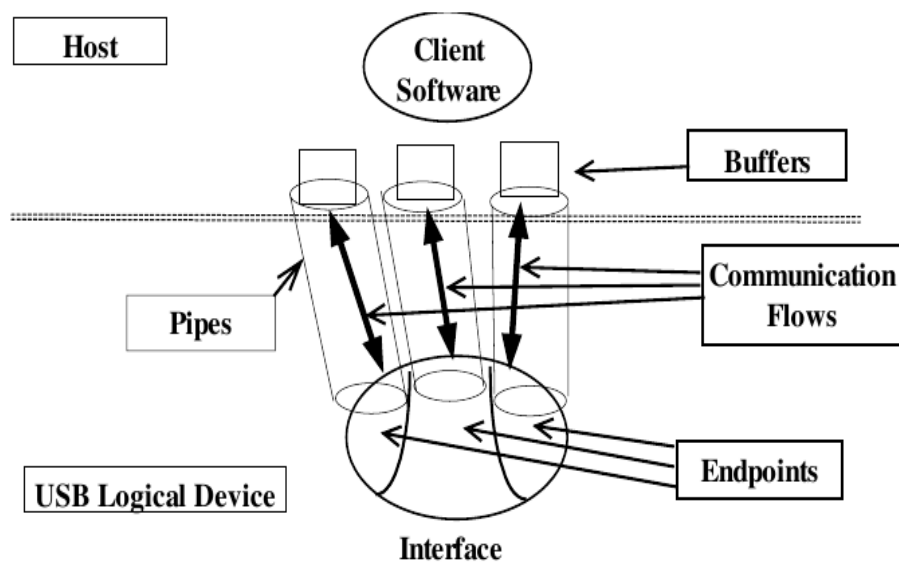 Host
Client
Software
Buffers
Communication
Flows
Pipes
Endpoints
USB Logical Device
Interface